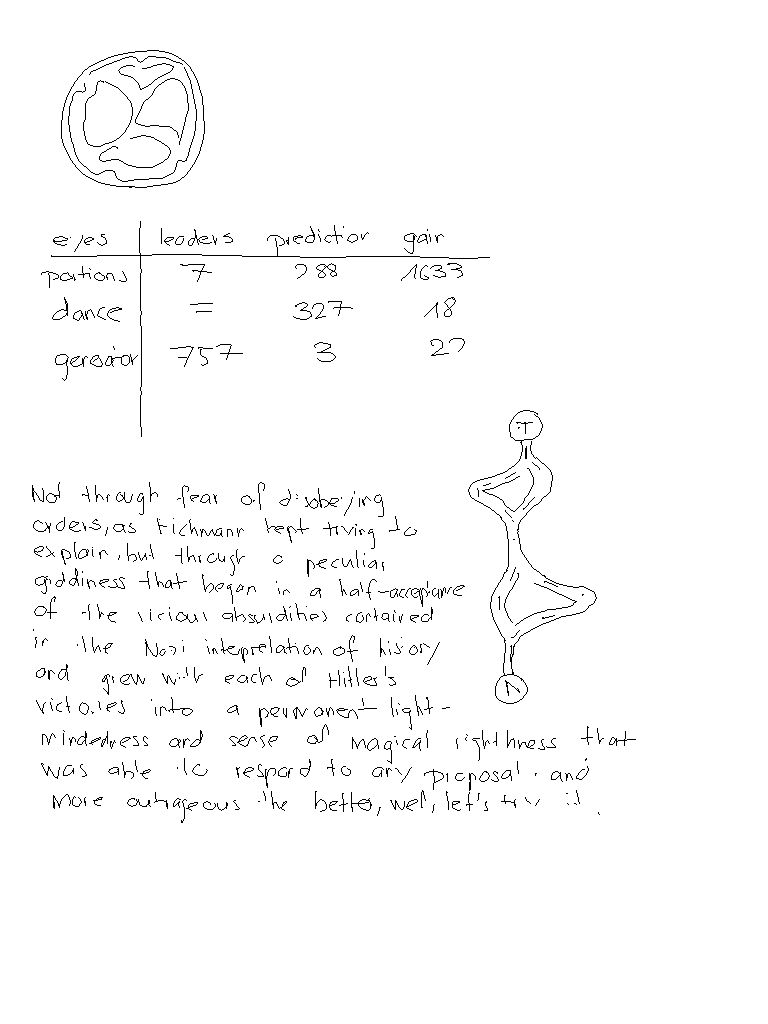 eyes leaders prediction gain
portions 7 288 1633
dance = 327 18
generator 757 3 22
T
Not through fear of disobeying
orders, as Eichmann kept trying to
explain, but through a peculiar
giddiness that began in a half-acceptance
of the vicious absurdities contained
in the Nazi interpretation of history
and grew with each of Hitler's
victories into a permanent light-
mindedness and sense of magical rightness that
was able to respond to any proposal, and
more outrageous the better, well, let's try it.